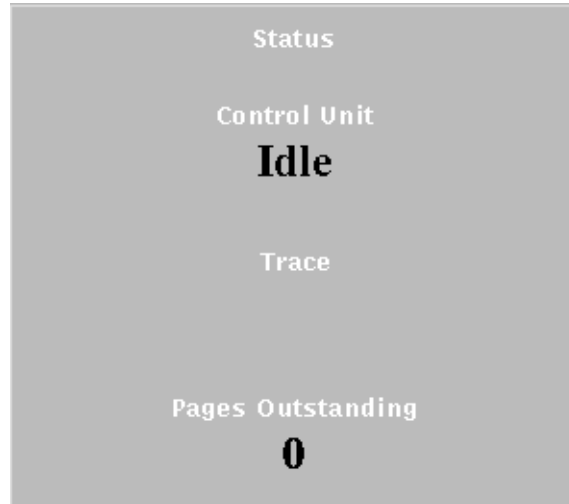 Status
Control Unit
Idle
Trace
Pages Outstanding
0